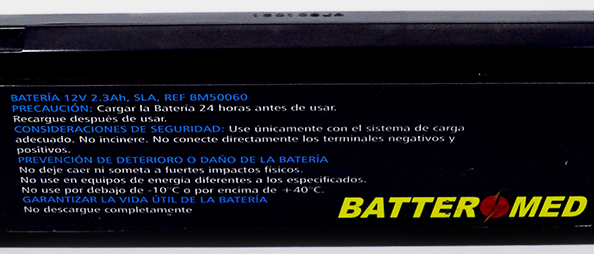 BATERÍA 12V 2.3Ah, SLA, REF BM50060
PRECAUCIÓN: Cargar la Batería 24 horas antes de usar.
Recargue después de usar.
CONSIDERACIONES DE SEGURIDAD: Use únicamente con el sistema de carga
adecuado. No incinere. No conecte directamente los terminales negativos y
positivos.
PREVENCIÓN DE DETERIORO O DAÑO DE LA BATERÍA
No deje caer ni someta a fuertes impactos físicos.
No use en equipos de energía diferentes a los especificados.
No use por debajo de -10°C o por encima de +40°C.
GARANTIZAR LA VIDA ÚTIL DE LA BATERÍA
No descargue completamente
BATTER MED